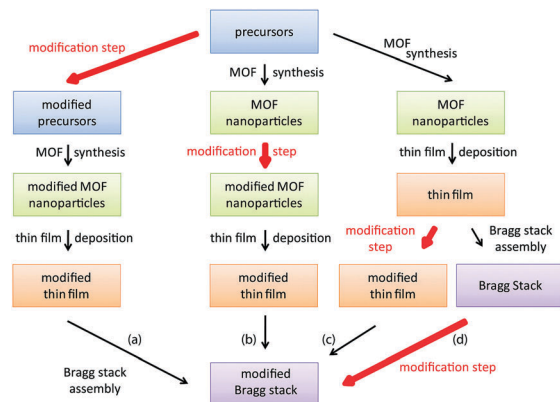 precursors
modification step
MOF synthesis
MOF
synthesis
modified
precursors
MOF
nanoparticles
MOF
nanoparticles
MOF synthesis
modification step
thin film deposition
modified MOF
nanoparticles
modified MOF
nanoparticles
thin film
thin film deposition
thin film deposition
modification
step
Bragg stack
assembly
modified
thin film
modified
thin film
modified
thin film
Bragg Stack
(a)
(b)
(c)
(d)
Bragg stack
assembly
modified
Bragg stack
modification step